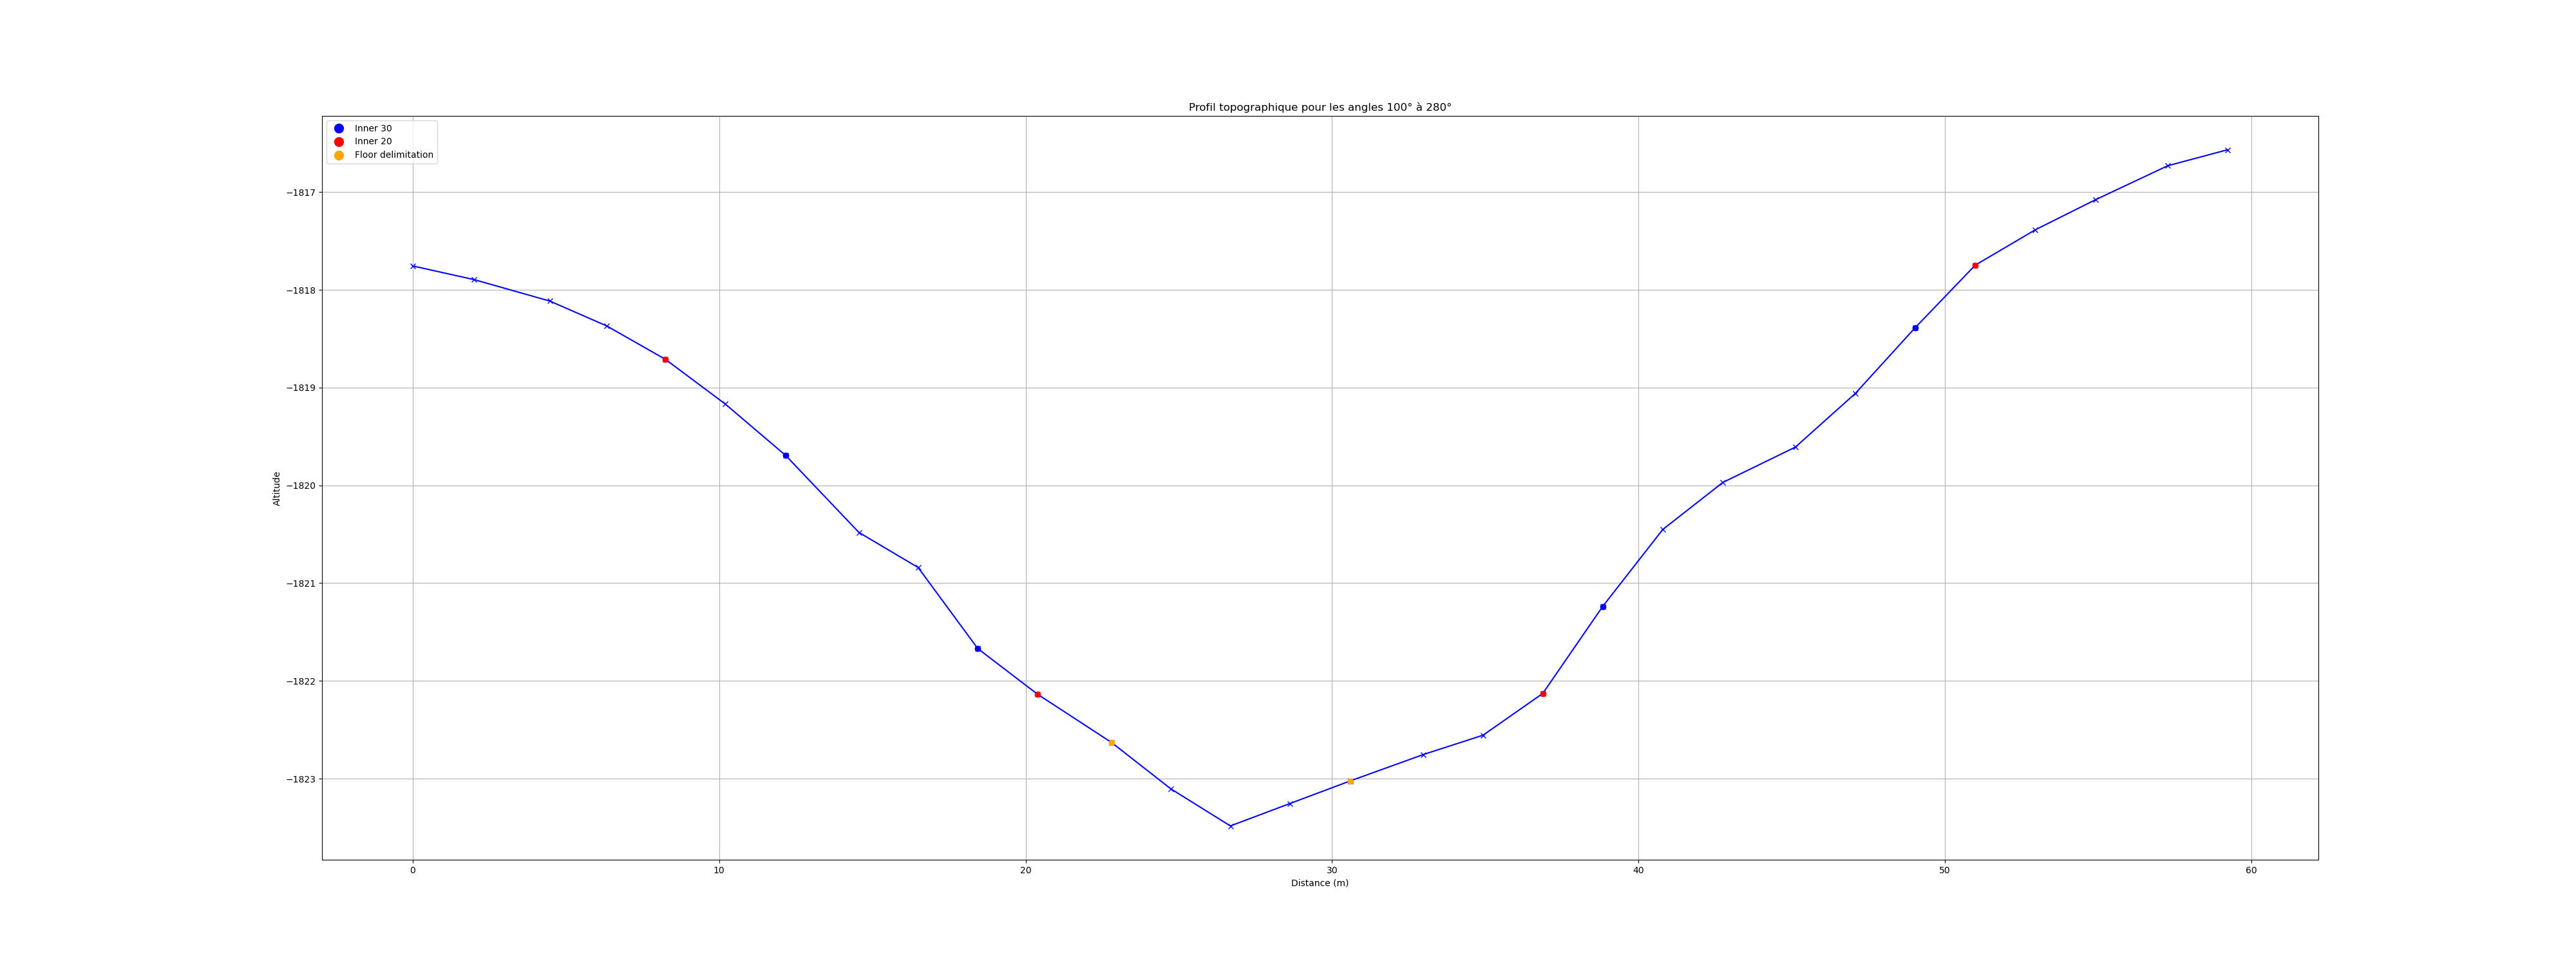 Profil topographique pour les angles 100° à 280°
Inner 30
Inner 20
Floor delimitation
−1817
−1818
−1819
−1820
−1821
−1822
−1823
Altitude
0 10 20 30 40 50 60
Distance (m)